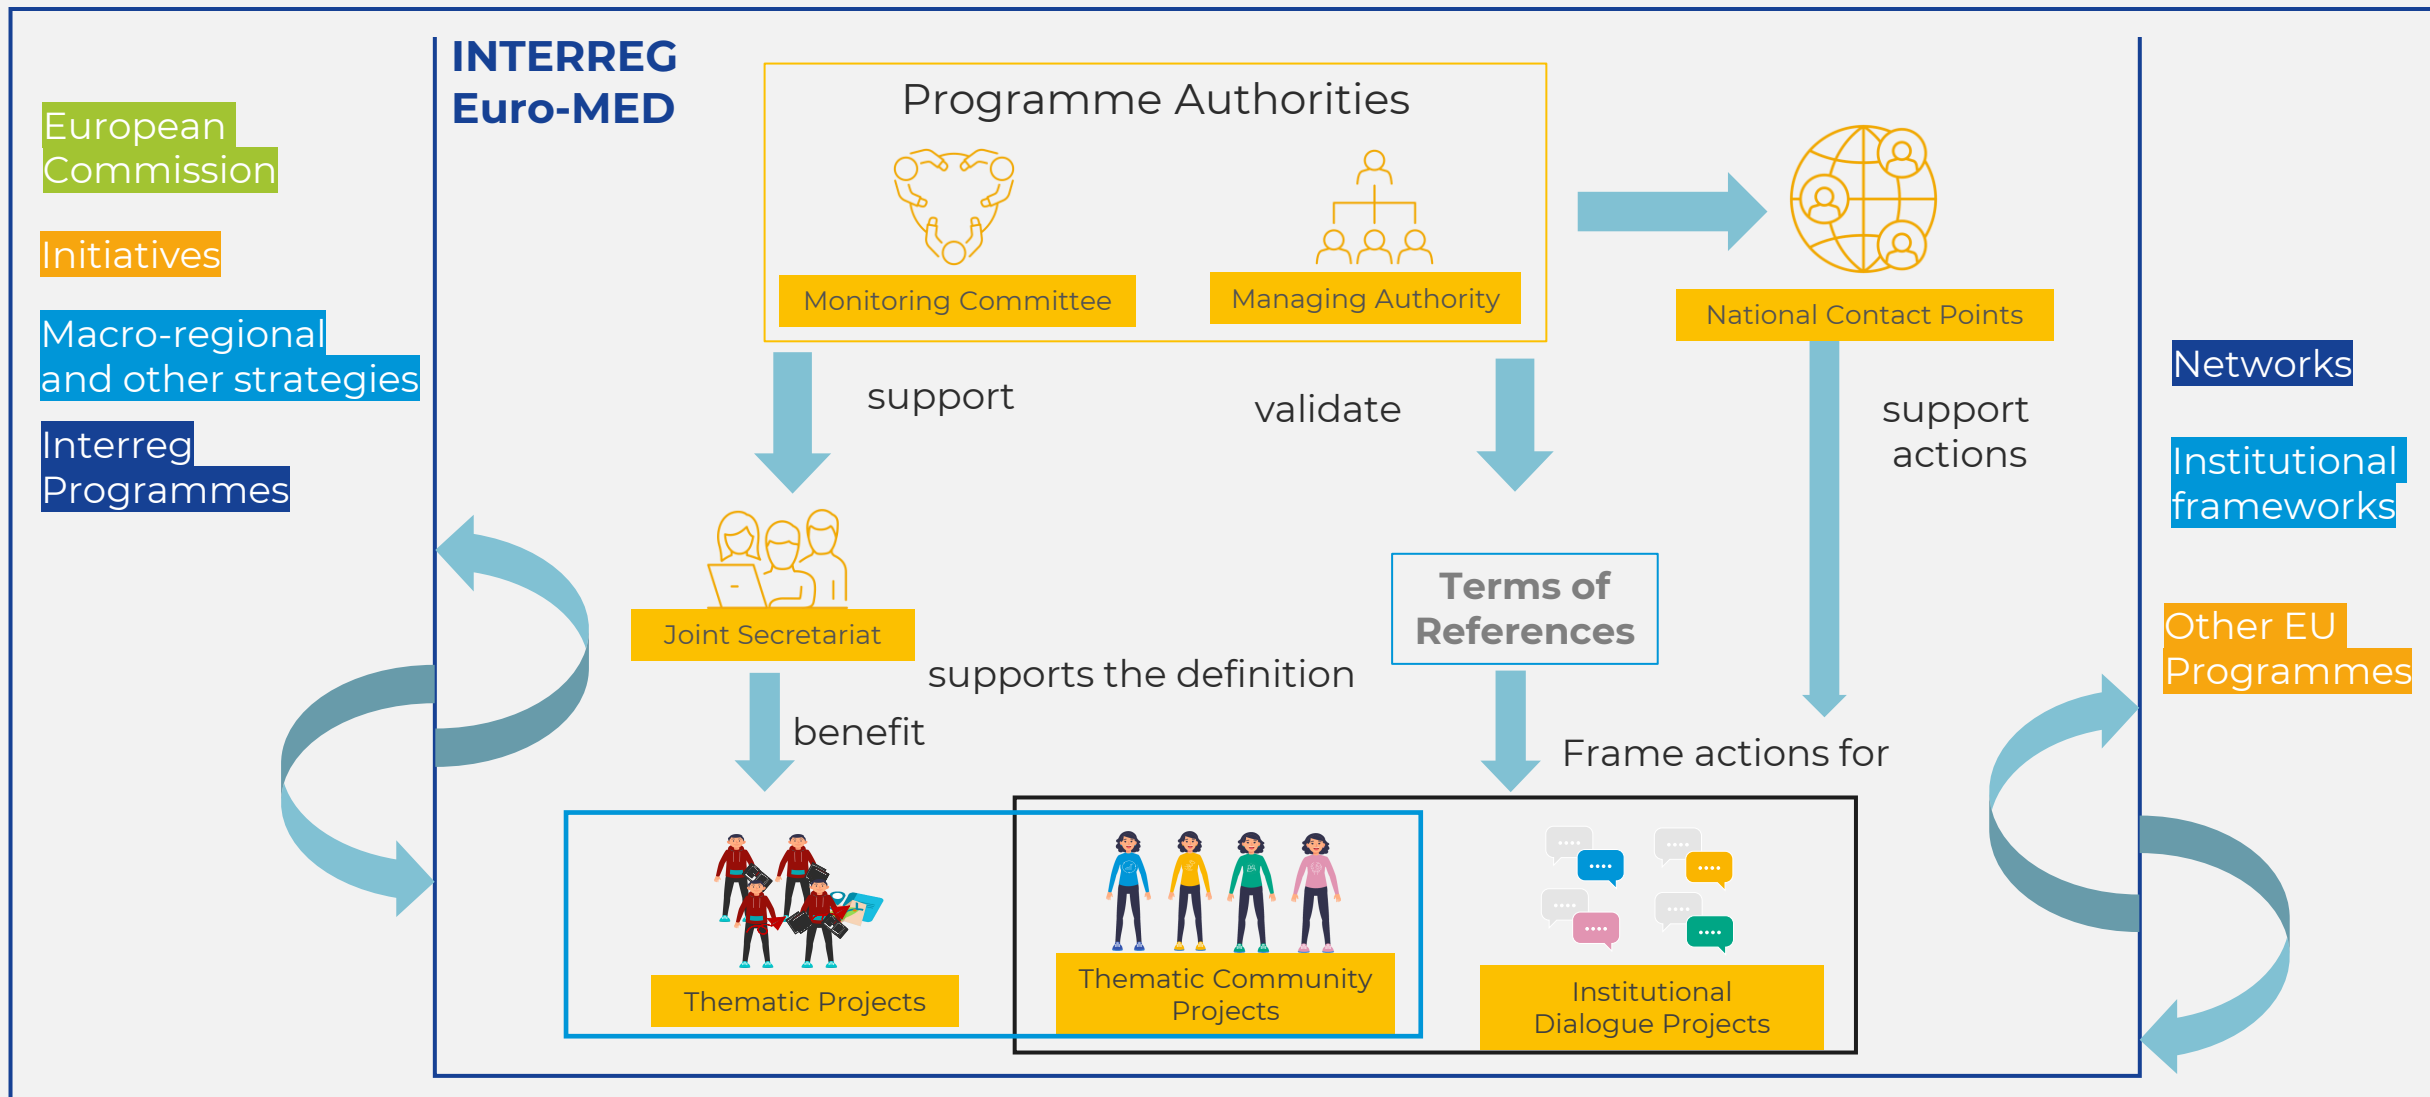 INTERREG
Euro-MED
European
Commission
Initiatives
Macro-regional
and other strategies
Interreg
Programmes
Programme Authorities
Monitoring Committee
Managing Authority
National Contact Points
support
validate
support
actions
Networks
Institutional
frameworks
Other EU
Programmes
Joint Secretariat
Terms of
References
supports the definition
benefit
Frame actions for
Thematic Projects
Thematic Community
Projects
Institutional
Dialogue Projects